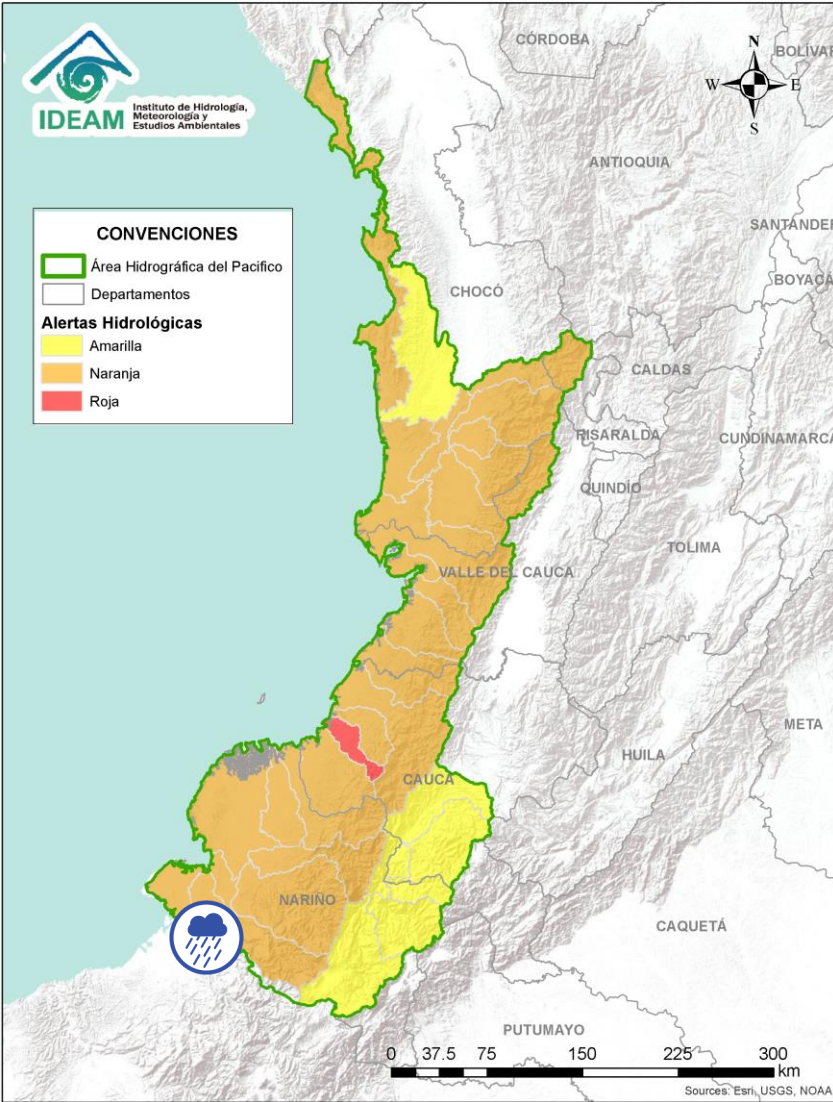 IDEAM
Instituto de Hidrología,
Meteorología y
Estudios Ambientales
N
W
E
S
CÓRDOBA
BOLÍVAR
ANTIOQUIA
SANTANDER
BOYACÁ
CHOCÓ
CALDAS
RISARALDA
CUNDINAMARCA
QUINDÍO
TOLIMA
VALLE DEL CAUCA
META
HUILA
CAUCA
NARIÑO
CAQUETÁ
PUTUMAYO
CONVENCIONES
Área Hidrográfica del Pacifico
Departamentos
Alertas Hidrológicas
Amarilla
Naranja
Roja
0 37.5 75 150 225 300
km
Sources: Esri, USGS, NOAA